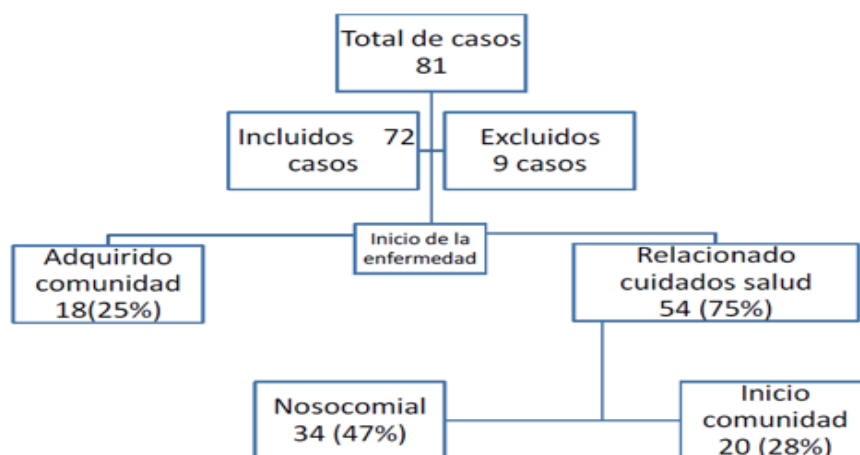 Total de casos
81
Incluidos 72
casos
Excluidos
9 casos
Inicio de la
enfermedad
Adquirido
comunidad
18(25%)
Relacionado
cuidados salud
54 (75%)
Nosocomial
34 (47%)
Inicio
comunidad
20 (28%)